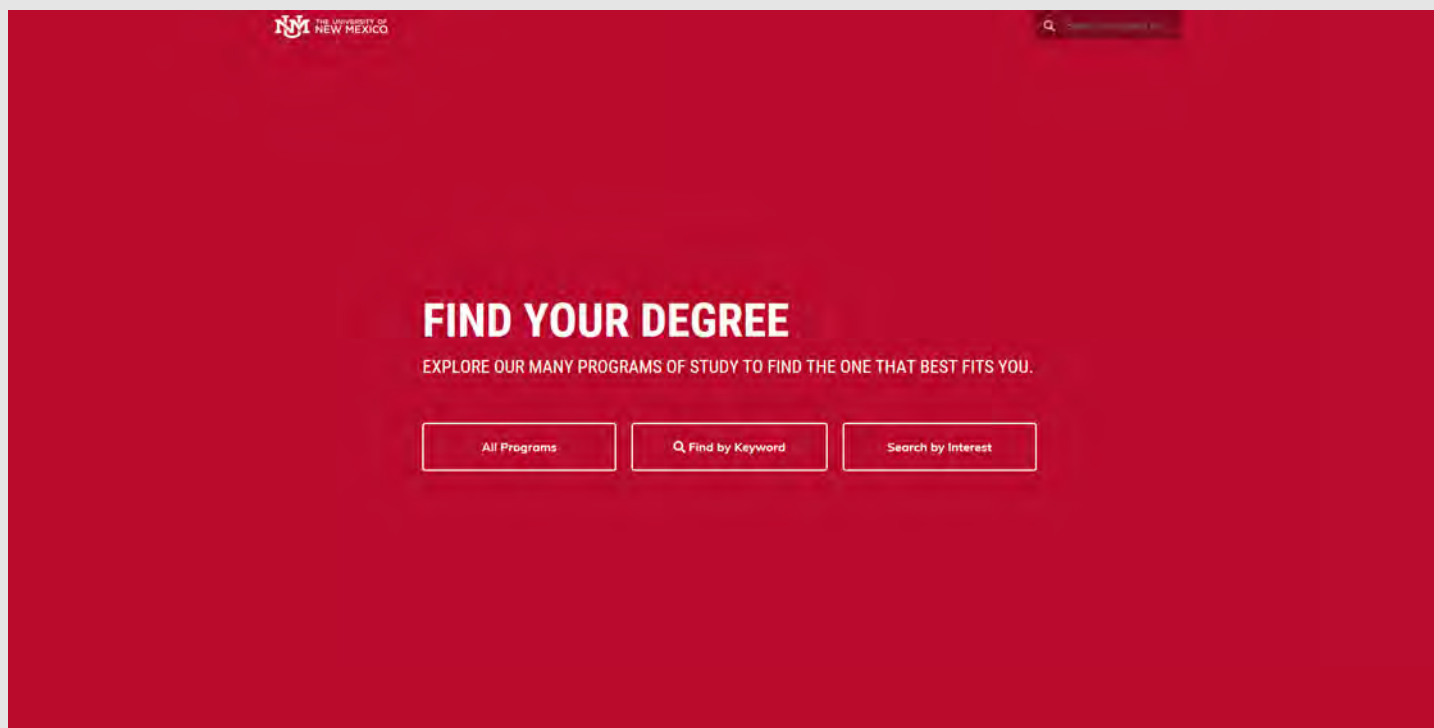 UNM THE UNIVERSITY OF
NEW MEXICO
FIND YOUR DEGREE
EXPLORE OUR MANY PROGRAMS OF STUDY TO FIND THE ONE THAT BEST FITS YOU.
All Programs
Find by Keyword
Search by Interest